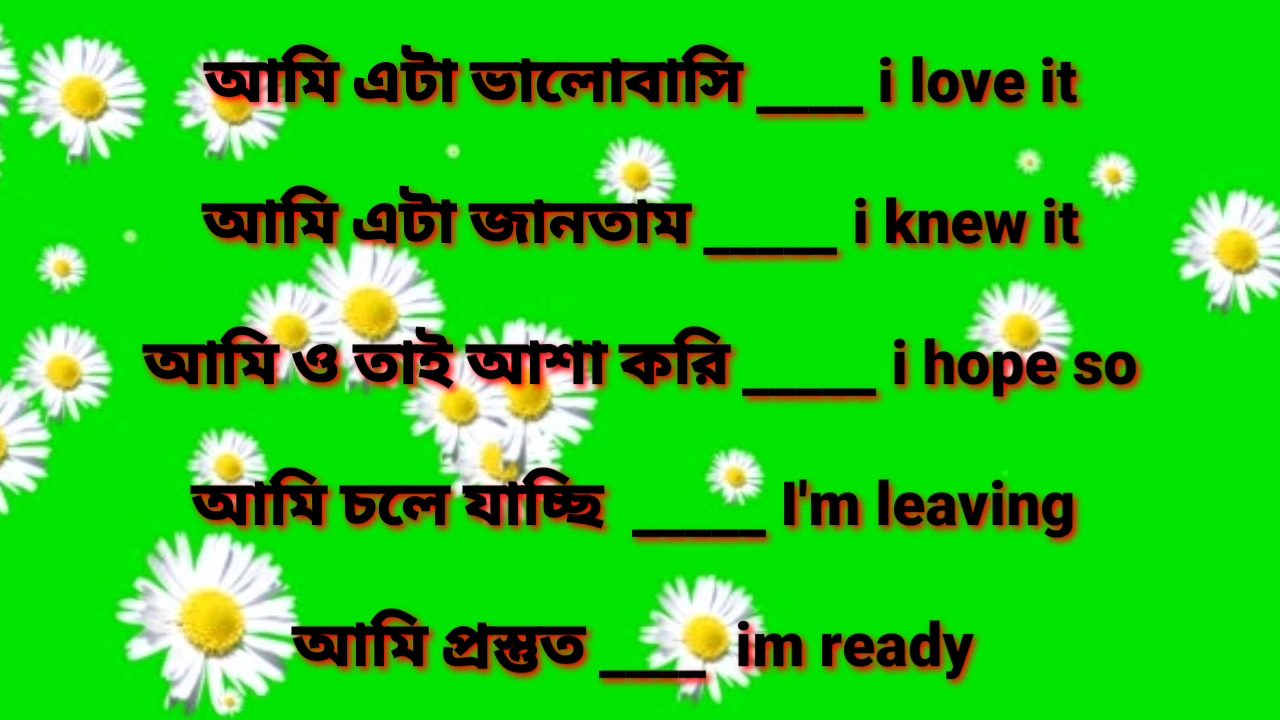 আমি এটা ভালোবাসি ____ i love it
আমি এটা জানতাম _____ i knew it
আমি ও তাই আশা করি _____ i hope so
আমি চলে যাচ্ছি _____ I'm leaving
আমি প্রস্তুত ____ im ready